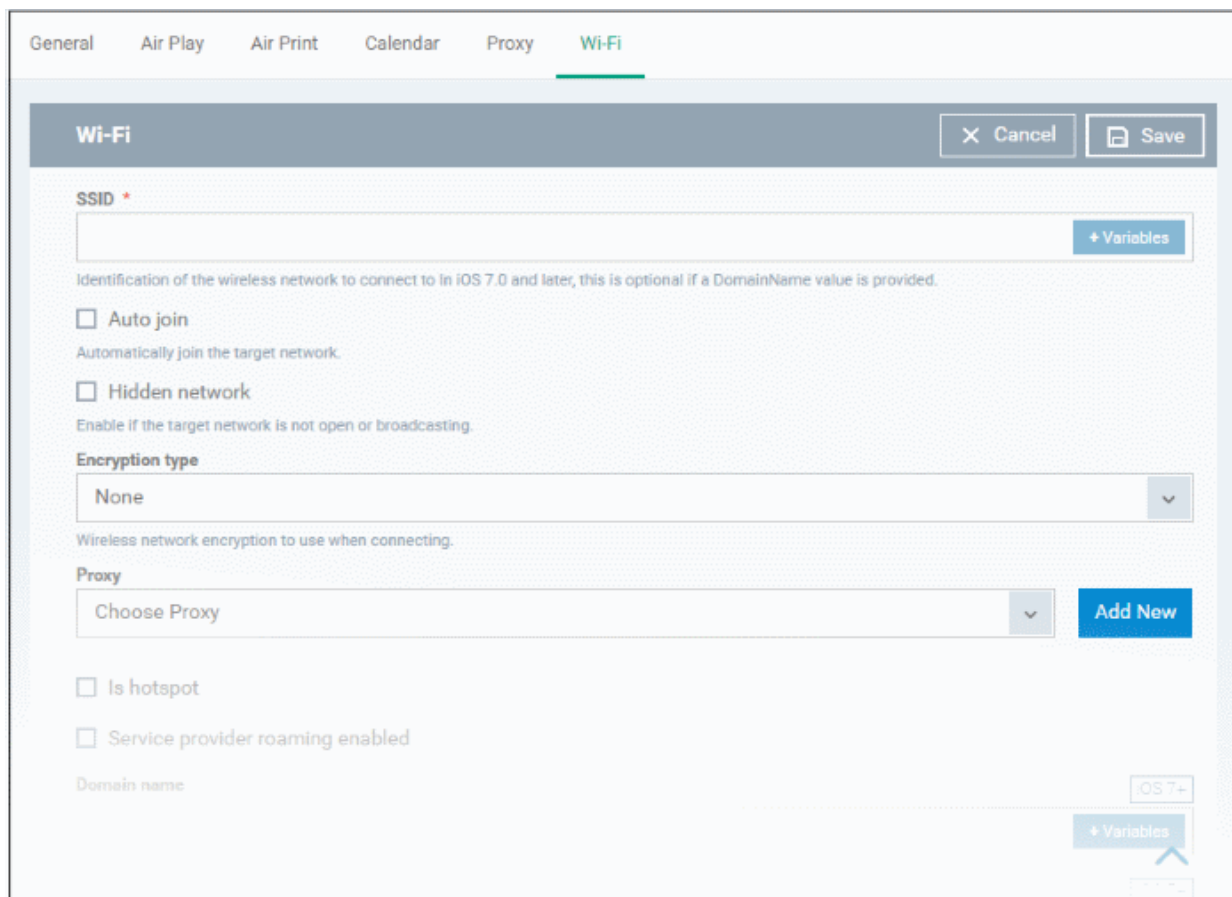 General Air Play Air Print Calendar Proxy Wi-Fi
Wi-Fi Cancel Save
SSID *
+ Variables
Identification of the wireless network to connect to In iOS 7.0 and later, this is optional if a DomainName value is provided.
Auto join
Automatically join the target network.
Hidden network
Enable if the target network is not open or broadcasting.
Encryption type
None
Wireless network encryption to use when connecting.
Proxy
Choose Proxy Add New
Is hotspot
Service provider roaming enabled
Domain name iOS 7+
+ Variables